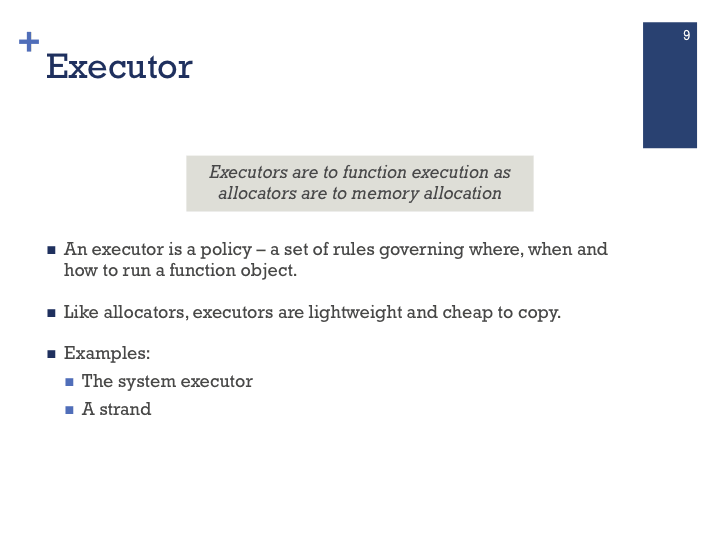 9
+
Executor
Executors are to function execution as
allocators are to memory allocation
■ An executor is a policy – a set of rules governing where, when and
how to run a function object.
■ Like allocators, executors are lightweight and cheap to copy.
■ Examples:
■ The system executor
■ A strand